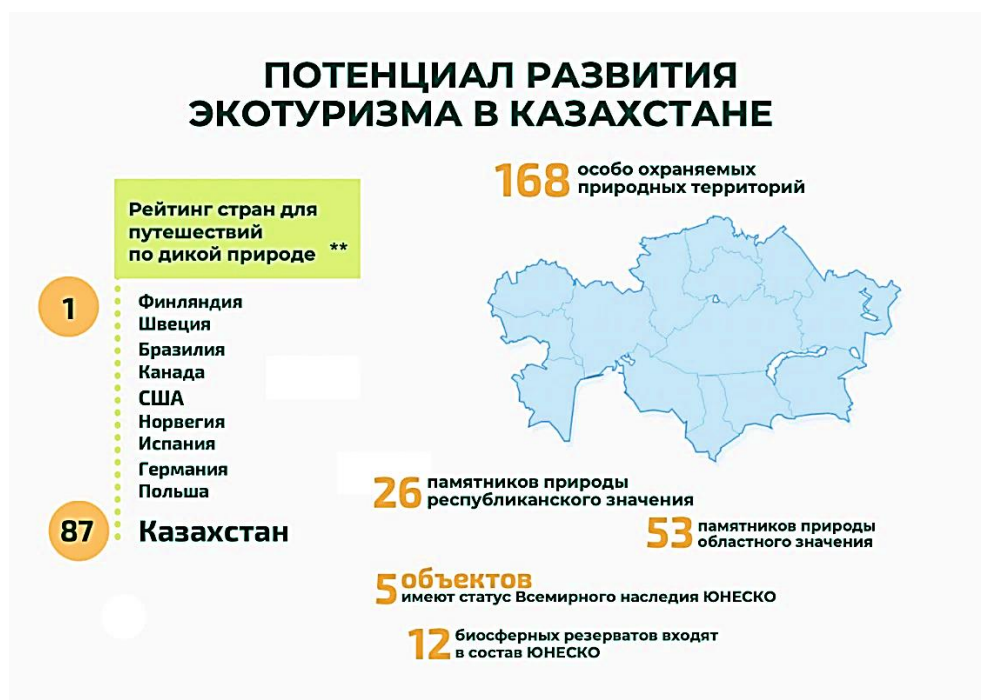 ПОТЕНЦИАЛ РАЗВИТИЯ
ЭКОТУРИЗМА В КАЗАХСТАНЕ
Рейтинг стран для
путешествий
по дикой природе **
1
Финляндия
Швеция
Бразилия
Канада
США
Норвегия
Испания
Германия
Польша
87 Казахстан
168 особо охраняемых
природных территорий
26 памятников природы
республиканского значения
53 памятников природы
областного значения
5 объектов
имеют статус Всемирного наследия ЮНЕСКО
12 биосферных резерватов входят
в состав ЮНЕСКО